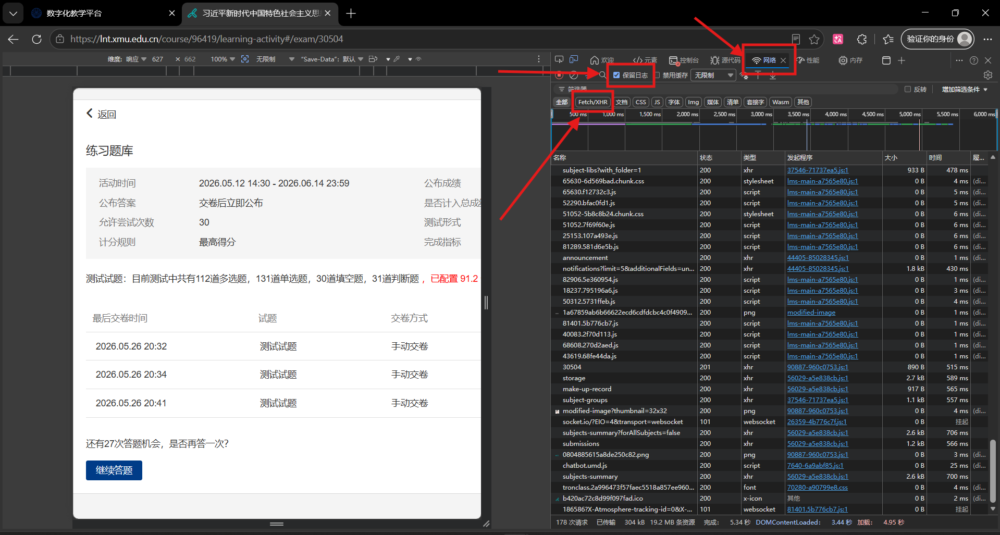 数字化教学平台
习近平新时代中国特色社会主义思
https://lnt.xmu.edu.cn/course/96419/learning-activity#/exam/30504
验证你的身份
维度: 响应 627 × 662 100% 无限制 "Save-Data": 默认
返回
练习题库
活动时间 2026.05.12 14:30 - 2026.06.14 23:59 公布成绩
公布答案 交卷后立即公布 是否计入总成绩
允许尝试次数 30 测试形式
计分规则 最高得分 完成指标
测试试题：目前测试中共有112道多选题，131道单选题，30道填空题，31道判断题 ，已配置 91.2
最后交卷时间 试题 交卷方式
2026.05.26 20:32 测试试题 手动交卷
2026.05.26 20:34 测试试题 手动交卷
2026.05.26 20:41 测试试题 手动交卷
还有27次答题机会，是否再答一次?
继续答题
欢迎 元素 控制台 源代码 网络 性能 内存
保留日志 禁用缓存 无限制
筛选器 反转 增加筛选条件
全部 Fetch/XHR 文档 CSS JS 字体 Img 媒体 清单 套接字 Wasm 其他
500 ms 1,000 ms 1,500 ms 2,000 ms 2,500 ms 3,000 ms 3,500 ms 4,000 ms 4,500 ms 5,000 ms 5,500 ms 6,000 ms
名称 状态 类型 发起程序 大小 时间 履...
subject-libs?with_folder=1 200 xhr 37546-71737ea5.js:1 933 B 478 ms
65630-6d569bad.chunk.css 200 stylesheet lms-main-a7565e80.js:1 0 B 4 ms (di...
65630.f12732c3.js 200 script lms-main-a7565e80.js:1 0 B 5 ms (di...
52290.bfac0fd1.js 200 script lms-main-a7565e80.js:1 0 B 5 ms (di...
51052-5b8c8b24.chunk.css 200 stylesheet lms-main-a7565e80.js:1 0 B 6 ms (di...
51052.7f69f60e.js 200 script lms-main-a7565e80.js:1 0 B 6 ms (di...
25153.107a493e.js 200 script lms-main-a7565e80.js:1 0 B 6 ms (di...
81289.581d6e5b.js 200 script lms-main-a7565e80.js:1 0 B 6 ms (di...
announcement 200 xhr 44405-85028345.js:1 0 B 1 ms (di...
notifications?limit=5&additionalFields=un... 200 xhr 44405-85028345.js:1 1.8 kB 430 ms
82906.5e360954.js 200 script lms-main-a7565e80.js:1 0 B 1 ms (di...
18237.795196a6.js 200 script lms-main-a7565e80.js:1 0 B 3 ms (di...
50312.5731ffeb.js 200 script lms-main-a7565e80.js:1 0 B 4 ms (di...
1a67859ab6b66622ecd6cdfdcbc4c0f4909... 200 png modified-image 0 B 1 ms (di...
81401.5b776cb7.js 200 script lms-main-a7565e80.js:1 0 B 1 ms (di...
40083.2f70d113.js 200 script lms-main-a7565e80.js:1 0 B 1 ms (di...
68608.270d2aed.js 200 script lms-main-a7565e80.js:1 0 B 1 ms (di...
43619.68fe44da.js 200 script lms-main-a7565e80.js:1 0 B 1 ms (di...
30504 201 xhr 90887-960c0753.js:1 890 B 515 ms
storage 200 xhr 56029-a5e838cb.js:1 2.7 kB 589 ms
make-up-record 200 xhr 56029-a5e838cb.js:1 917 B 565 ms
subject-groups 200 xhr 37546-71737ea5.js:1 1.1 kB 557 ms
modified-image?thumbnail=32x32 200 png 90887-960c0753.js:1 0 B 4 ms (di...
socket.io/?EIO=4&transport=websocket 101 websocket 26359-4b776c7f.js:1 0 B 挂起
subjects-summary?forAllSubjects=false 200 xhr 56029-a5e838cb.js:1 2.6 kB 706 ms
submissions 200 xhr 56029-a5e838cb.js:1 1.2 kB 566 ms
0804885615a8de250c82.png 200 png 90887-960c0753.js:1 0 B 3 ms (di...
chatbot.umd.js 200 script 7640-6a9abf85.js:1 0 B 25 ms (di...
subjects-summary 200 xhr 56029-a5e838cb.js:1 2.6 kB 700 ms
tronclass.2a996473f57faec5518a857ee960... 200 font 70280-a90799e8.css 0 B 4 ms (di...
b420ac72c8d99f097fad.ico 200 x-icon 其他 0 B 2 ms (di...
186586?X-Atmosphere-tracking-id=0&X-... 101 websocket 81401.5b776cb7.js:1 0 B 挂起
178 次请求 已传输 304 kB 19.2 MB 条资源 完成: 5.34 秒 DOMContentLoaded: 3.44 秒 加载: 4.95 秒